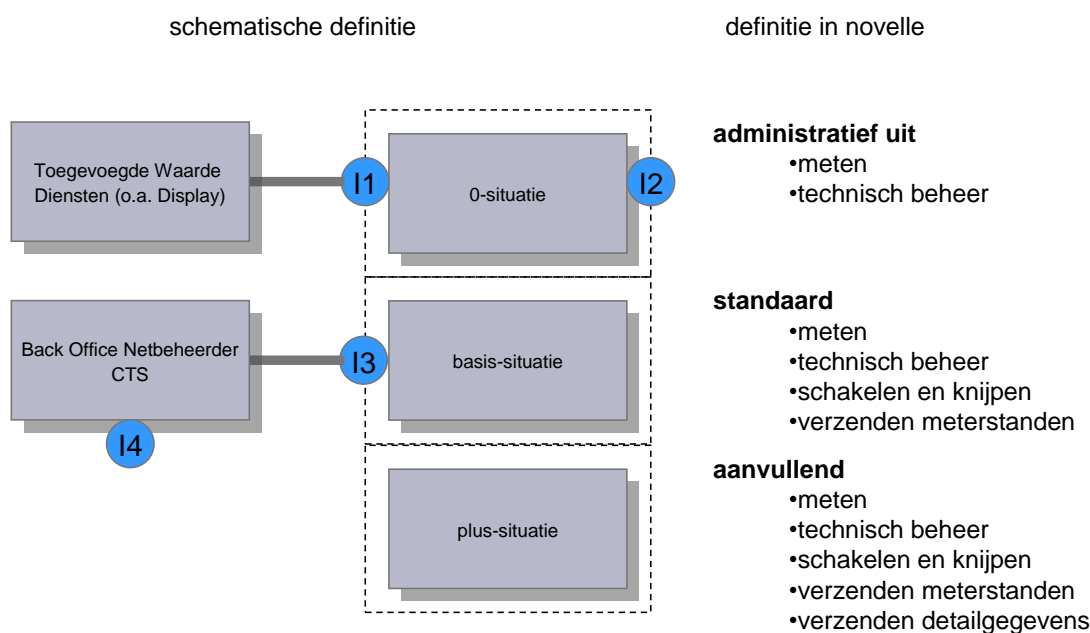 schematische definitie
definitie in novelle
Toegevoegde Waarde
Diensten (o.a. Display)
I1
0-situatie
I2
administratief uit
•meten
•technisch beheer
Back Office Netbeheerder
CTS
I3
basis-situatie
I4
standaard
•meten
•technisch beheer
•schakelen en knijpen
•verzenden meterstanden
plus-situatie
aanvullend
•meten
•technisch beheer
•schakelen en knijpen
•verzenden meterstanden
•verzenden detailgegevens